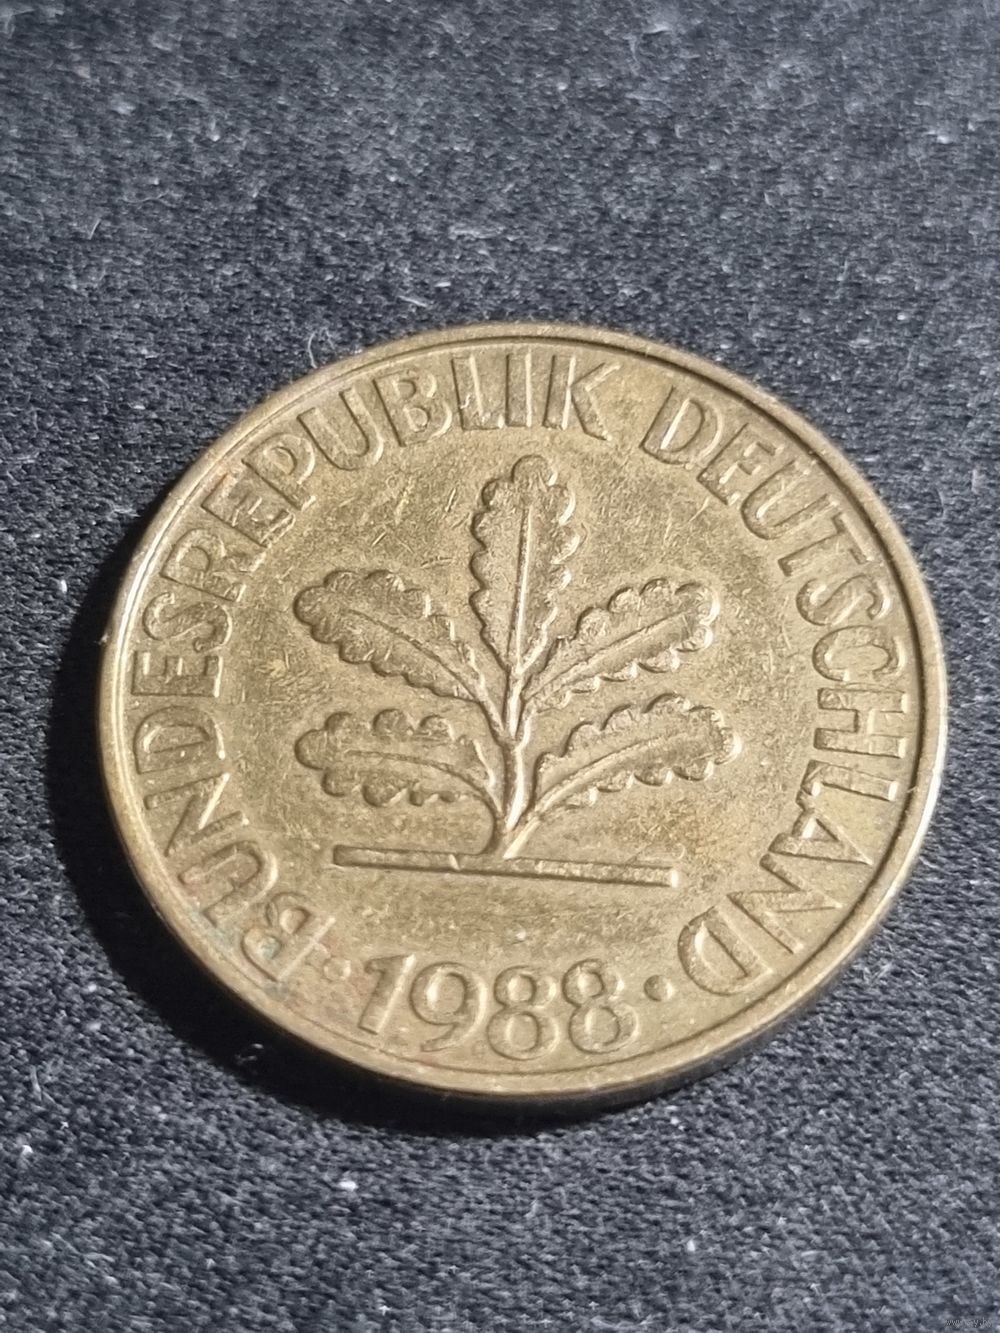 BUNDESREPUBLIK DEUTSCHLAND
· 1988 ·